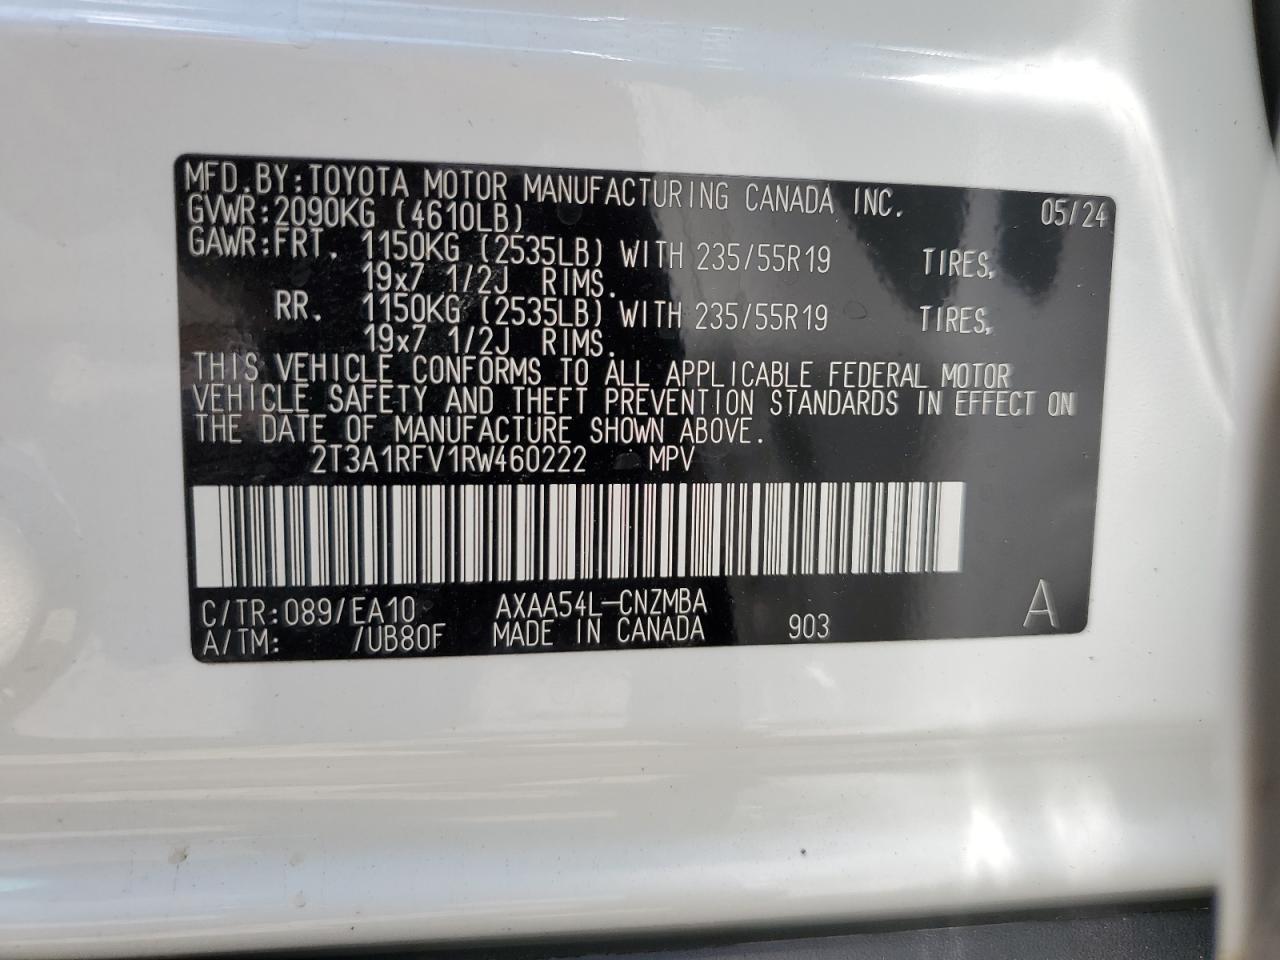 MFD.BY:TOYOTA MOTOR MANUFACTURING CANADA INC. 05/24
GVWR:2090KG (4610LB)
GAWR:FRT. 1150KG (2535LB) WITH 235/55R19 TIRES,
19x7 1/2J RIMS.
RR. 1150KG (2535LB) WITH 235/55R19 TIRES,
19x7 1/2J RIMS.
THIS VEHICLE CONFORMS TO ALL APPLICABLE FEDERAL MOTOR
VEHICLE SAFETY AND THEFT PREVENTION STANDARDS IN EFFECT ON
THE DATE OF MANUFACTURE SHOWN ABOVE.
2T3A1RFV1RW460222 MPV
C/TR:089/EA10 AXAA54L-CNZMBA A
A/TM: /UB80F MADE IN CANADA 903